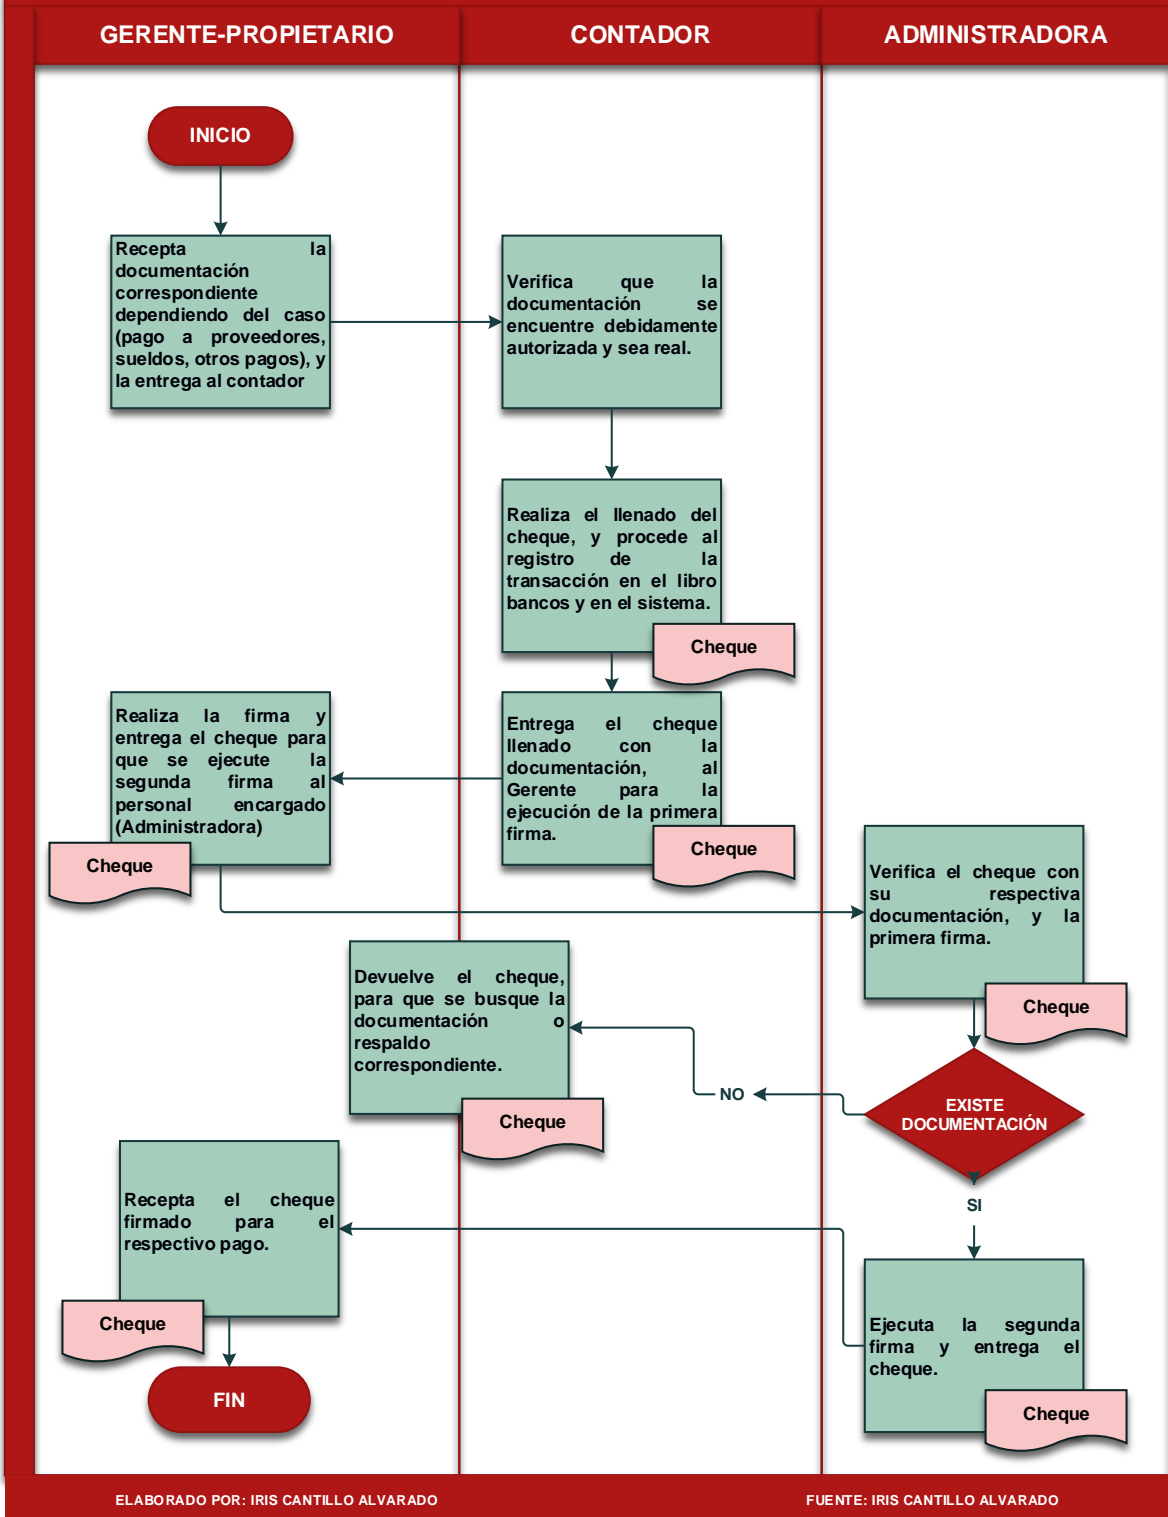 GERENTE-PROPIETARIO
CONTADOR
ADMINISTRADORA
INICIO
Recepta la
documentación
correspondiente
dependiendo del caso
(pago a proveedores,
sueldos, otros pagos), y
la entrega al contador
Verifica que la
documentación se
encuentre debidamente
autorizada y sea real.
Realiza el llenado del
cheque, y procede al
registro de la
transacción en el libro
bancos y en el sistema.
Cheque
Entrega el cheque
llenado con la
documentación, al
Gerente para la
ejecución de la primera
firma.
Cheque
Realiza la firma y
entrega el cheque para
que se ejecute la
segunda firma al
personal encargado
(Administradora)
Cheque
Verifica el cheque con
su respectiva
documentación, y la
primera firma.
Cheque
EXISTE
DOCUMENTACIÓN
NO
Devuelve el cheque,
para que se busque la
documentación o
respaldo
correspondiente.
Cheque
SI
Ejecuta la segunda
firma y entrega el
cheque.
Cheque
Recepta el cheque
firmado para el
respectivo pago.
Cheque
FIN
ELABORADO POR: IRIS CANTILLO ALVARADO
FUENTE: IRIS CANTILLO ALVARADO